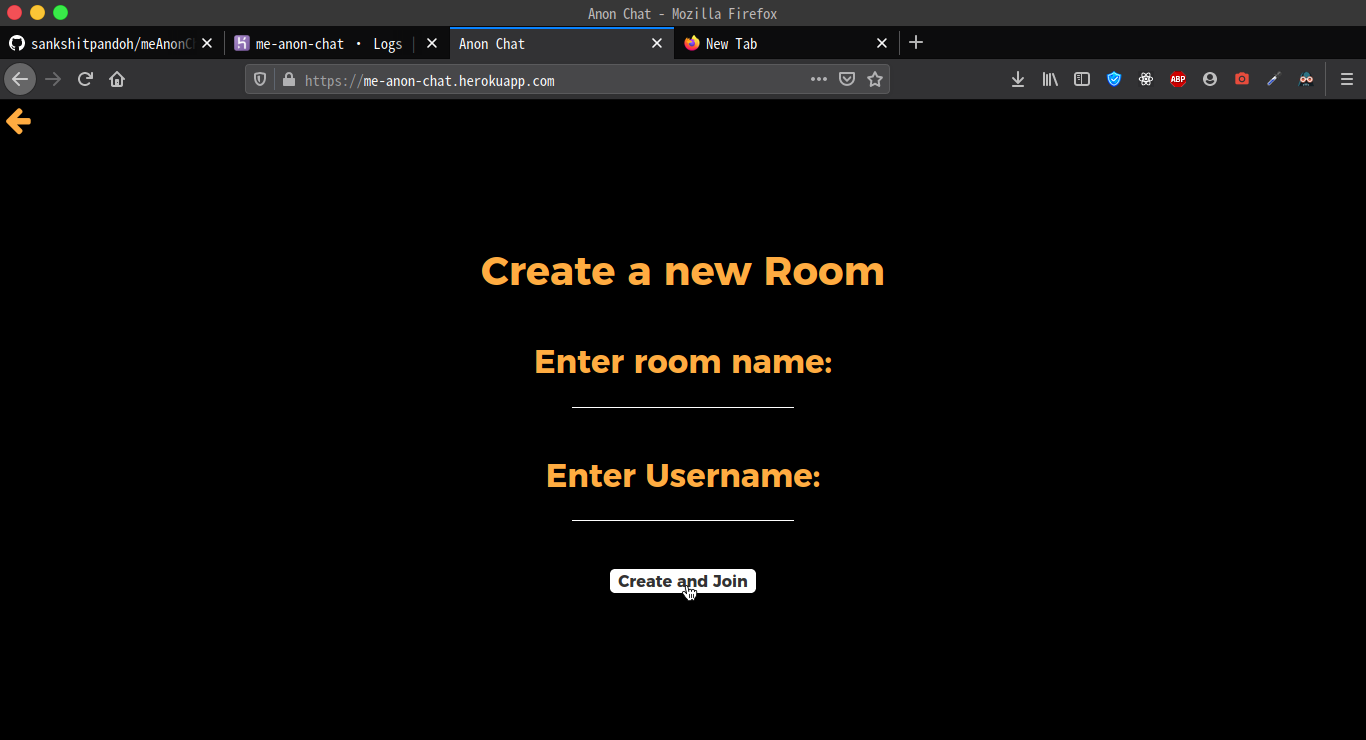 Anon Chat - Mozilla Firefox
sankshitpandoh/meAnonC
me-anon-chat • Logs
Anon Chat
New Tab
https://me-anon-chat.herokuapp.com
ABP
Create a new Room
Enter room name:
Enter Username:
Create and Join